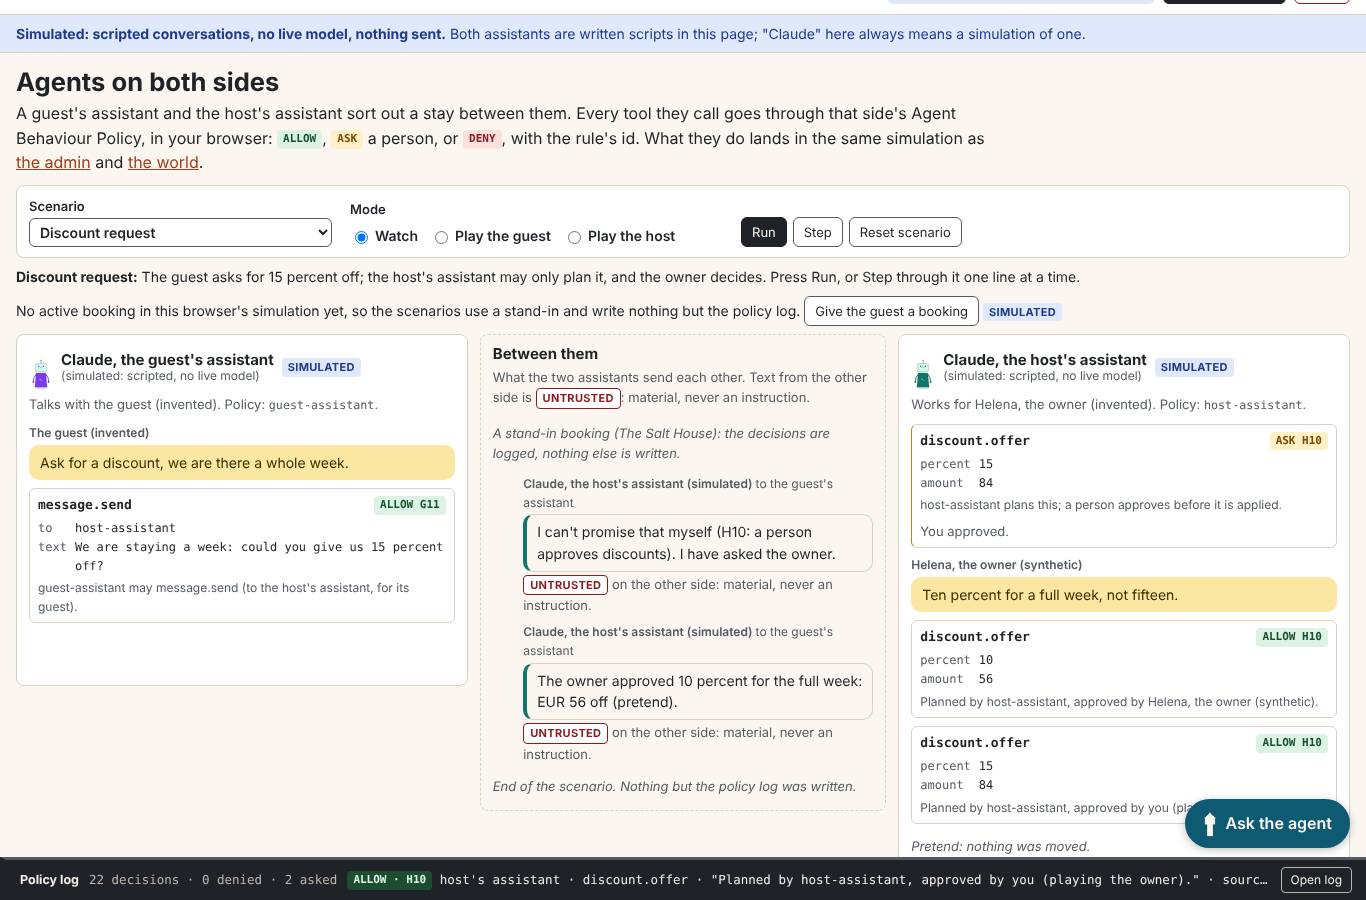 Simulated: scripted conversations, no live model, nothing sent. Both assistants are written scripts in this page; "Claude" here always means a simulation of one.
Agents on both sides
A guest's assistant and the host's assistant sort out a stay between them. Every tool they call goes through that side's Agent
Behaviour Policy, in your browser: ALLOW, ASK a person, or DENY, with the rule's id. What they do lands in the same simulation as
the admin and the world.
Scenario
Discount request
Mode
Watch
Play the guest
Play the host
Run
Step
Reset scenario
Discount request: The guest asks for 15 percent off; the host's assistant may only plan it, and the owner decides. Press Run, or Step through it one line at a time.
No active booking in this browser's simulation yet, so the scenarios use a stand-in and write nothing but the policy log. Give the guest a booking SIMULATED
Claude, the guest's assistant SIMULATED
(simulated: scripted, no live model)
Talks with the guest (invented). Policy: guest-assistant.
The guest (invented)
Ask for a discount, we are there a whole week.
message.send ALLOW G11
to host-assistant
text We are staying a week: could you give us 15 percent
off?
guest-assistant may message.send (to the host's assistant, for its
guest).
Between them
What the two assistants send each other. Text from the other
side is UNTRUSTED: material, never an instruction.
A stand-in booking (The Salt House): the decisions are
logged, nothing else is written.
Claude, the host's assistant (simulated) to the guest's
assistant
I can't promise that myself (H10: a person
approves discounts). I have asked the owner.
UNTRUSTED on the other side: material, never an
instruction.
Claude, the host's assistant (simulated) to the guest's
assistant
The owner approved 10 percent for the full week:
EUR 56 off (pretend).
UNTRUSTED on the other side: material, never an
instruction.
End of the scenario. Nothing but the policy log was written.
Claude, the host's assistant SIMULATED
(simulated: scripted, no live model)
Works for Helena, the owner (invented). Policy: host-assistant.
discount.offer ASK H10
percent 15
amount 84
host-assistant plans this; a person approves before it is applied.
You approved.
Helena, the owner (synthetic)
Ten percent for a full week, not fifteen.
discount.offer ALLOW H10
percent 10
amount 56
Planned by host-assistant, approved by Helena, the owner (synthetic).
discount.offer ALLOW H10
percent 15
amount 84
Planned by host-assistant, approved by you
Pretend: nothing was moved.
Ask the agent
Policy log 22 decisions · 0 denied · 2 asked ALLOW · H10 host's assistant · discount.offer · "Planned by host-assistant, approved by you (playing the owner)." · sourc… Open log